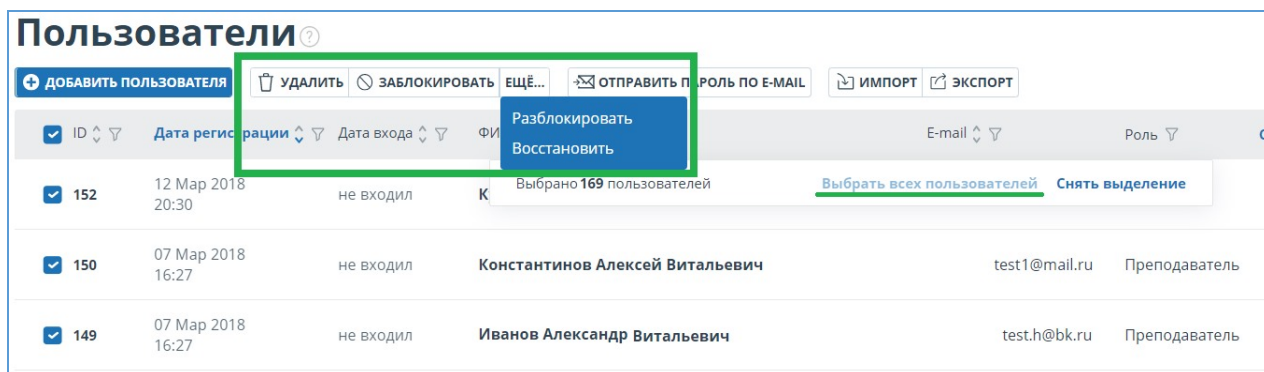 Пользователи
ДОБАВИТЬ ПОЛЬЗОВАТЕЛЯ УДАЛИТЬ ЗАБЛОКИРОВАТЬ ЕЩЁ... ОТПРАВИТЬ ПАРОЛЬ ПО E-MAIL ИМПОРТ ЭКСПОРТ
Разблокировать
Восстановить
ID Дата регистрации Дата входа E-mail Роль
Выбрано 169 пользователей Выбрать всех пользователей Снять выделение
152 12 Мар 2018 20:30 не входил К
150 07 Мар 2018 16:27 не входил Константинов Алексей Витальевич test1@mail.ru Преподаватель
149 07 Мар 2018 16:27 не входил Иванов Александр Витальевич test.h@bk.ru Преподаватель